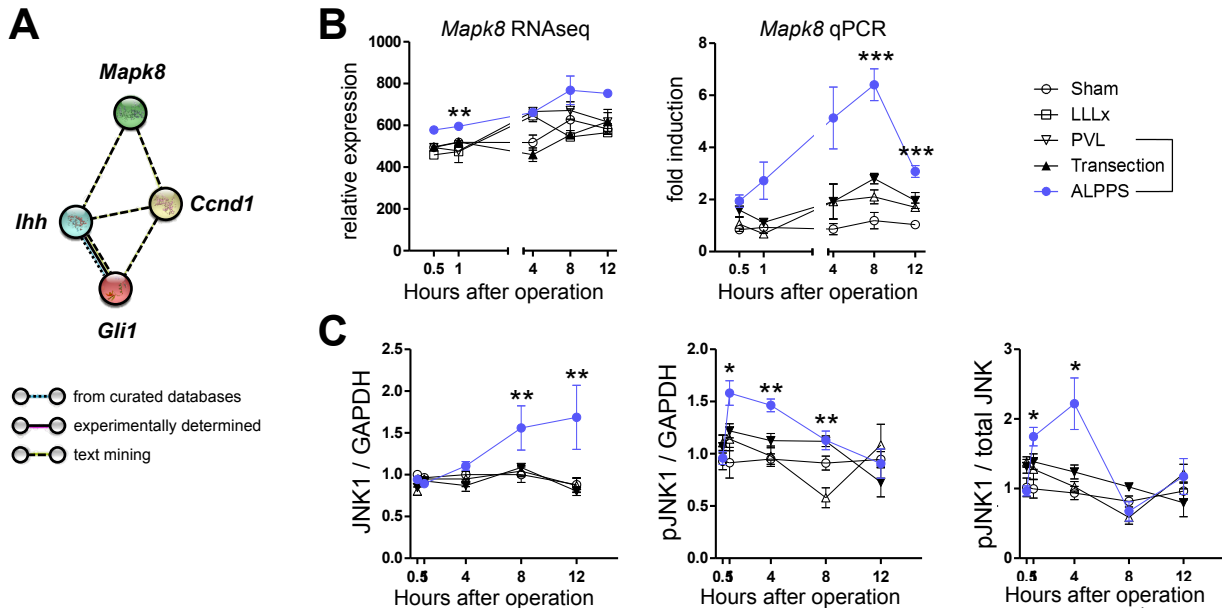 A
Mapk8
Ihh
Ccnd1
Gli1
from curated databases
experimentally determined
text mining
B
Mapk8 RNAseq
relative expression
1000
800
600
400
200
0
**
0.5 1 4 8 12
Hours after operation
Mapk8 qPCR
fold induction
8
6
4
2
0
***
***
0.5 1 4 8 12
Hours after operation
Sham
LLLx
PVL
Transection
ALPPS
C
JNK1 / GAPDH
2.5
2.0
1.5
1.0
0.5
0.0
**
**
0.5 1 4 8 12
Hours after operation
pJNK1 / GAPDH
2.0
1.5
1.0
0.5
0.0
*
**
**
0.5 1 4 8 12
Hours after operation
pJNK1 / total JNK
3
2
1
0
*
*
0.5 1 4 8 12
Hours after operation